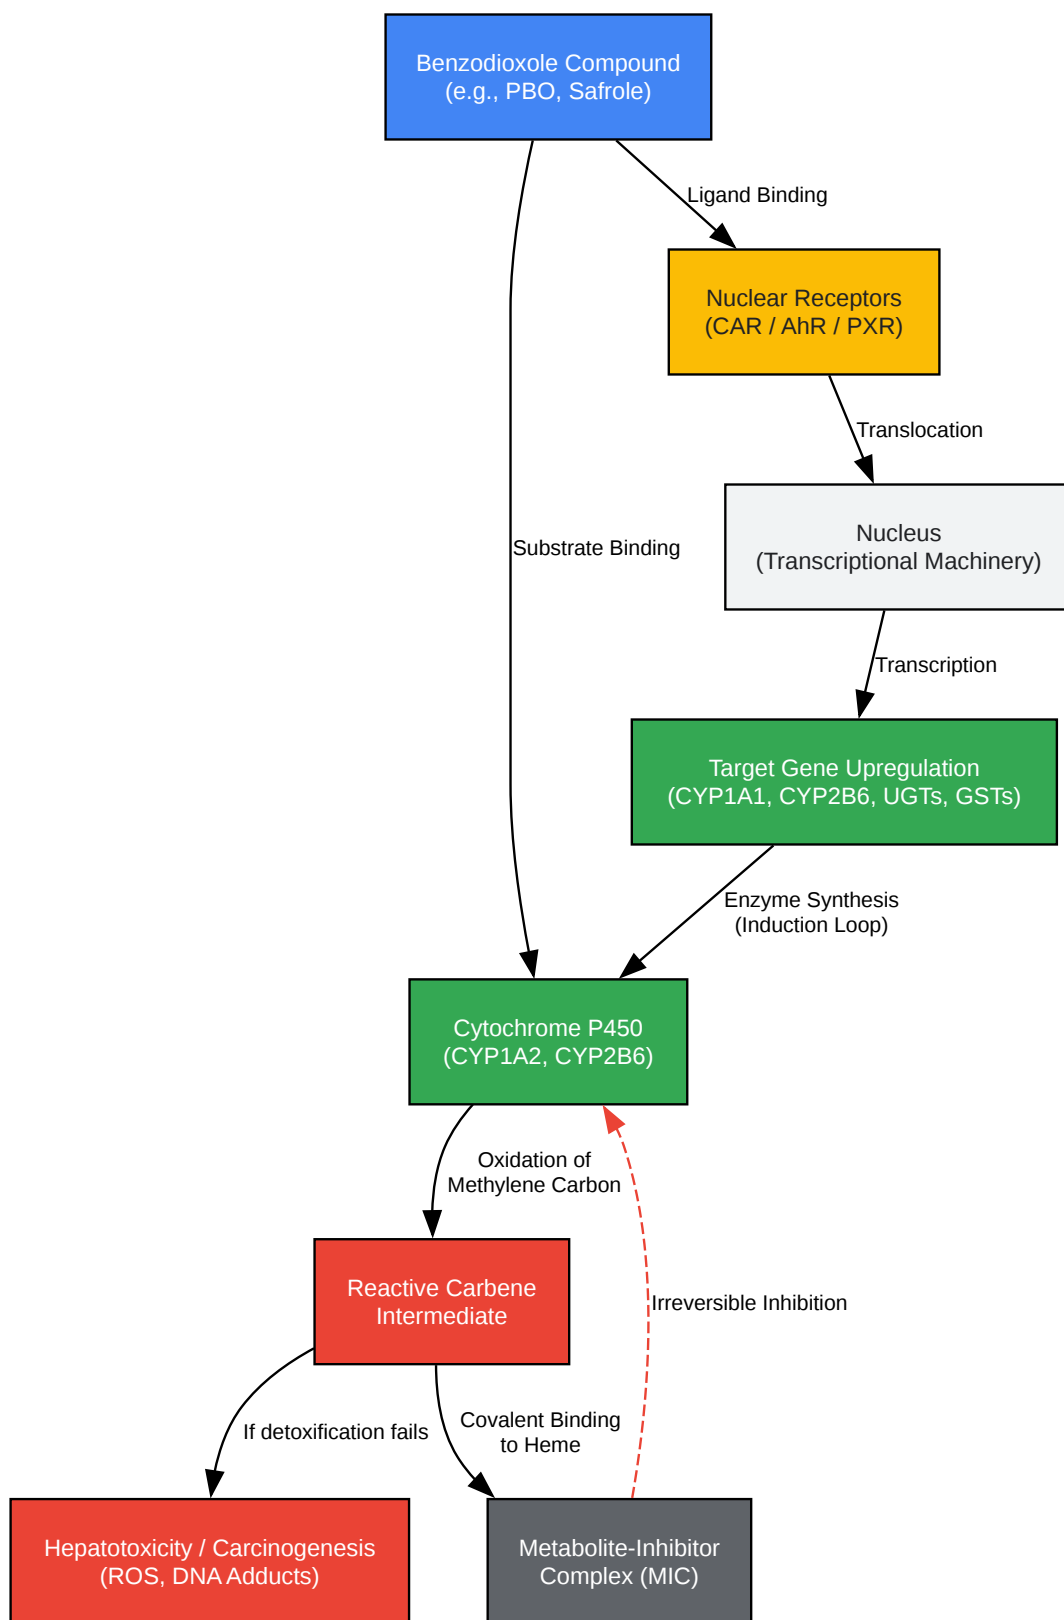 Benzodioxole Compound
(e.g., PBO, Safrole)
Ligand Binding
Nuclear Receptors
(CAR / AhR / PXR)
Translocation
Nucleus
(Transcriptional Machinery)
Substrate Binding
Transcription
Target Gene Upregulation
(CYP1A1, CYP2B6, UGTs, GSTs)
Enzyme Synthesis
(Induction Loop)
Cytochrome P450
(CYP1A2, CYP2B6)
Oxidation of
Methylene Carbon
Reactive Carbene
Intermediate
Irreversible Inhibition
If detoxification fails
Covalent Binding
to Heme
Hepatotoxicity / Carcinogenesis
(ROS, DNA Adducts)
Metabolite-Inhibitor
Complex (MIC)